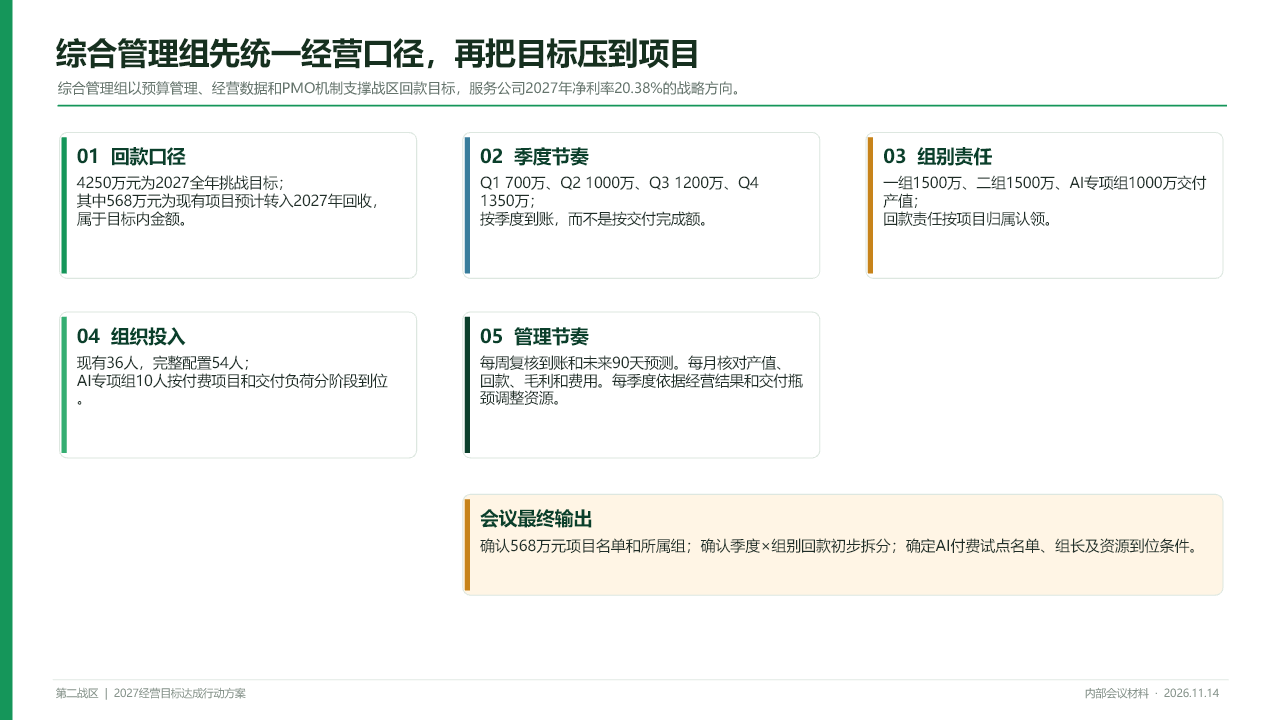 综合管理组先统一经营口径，再把目标压到项目
综合管理组以预算管理、经营数据和PMO机制支撑战区回款目标，服务公司2027年净利率20.38%的战略方向。
01 回款口径
4250万元为2027全年挑战目标；
其中568万元为现有项目预计转入2027年回收，
属于目标内金额。
02 季度节奏
Q1 700万、Q2 1000万、Q3 1200万、Q4
1350万；
按季度到账，而不是按交付完成额。
03 组别责任
一组1500万、二组1500万、AI专项组1000万交付
产值；
回款责任按项目归属认领。
04 组织投入
现有36人，完整配置54人；
AI专项组10人按付费项目和交付负荷分阶段到位
。
05 管理节奏
每周复核到账和未来90天预测。每月核对产值、
回款、毛利和费用。每季度依据经营结果和交付瓶
颈调整资源。
会议最终输出
确认568万元项目名单和所属组；确认季度×组别回款初步拆分；确定AI付费试点名单、组长及资源到位条件。
第二战区 | 2027经营目标达成行动方案
内部会议材料 · 2026.11.14